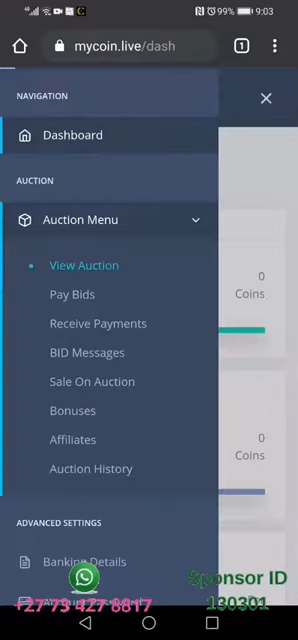 99% 9:03
mycoin.live/dash
1
NAVIGATION
Dashboard
AUCTION
Auction Menu
View Auction
0
Coins
Pay Bids
Receive Payments
BID Messages
Sale On Auction
Bonuses
Affiliates
0
Coins
Auction History
ADVANCED SETTINGS
Banking Details
Sponsor ID
+27 73 427 8817
130301